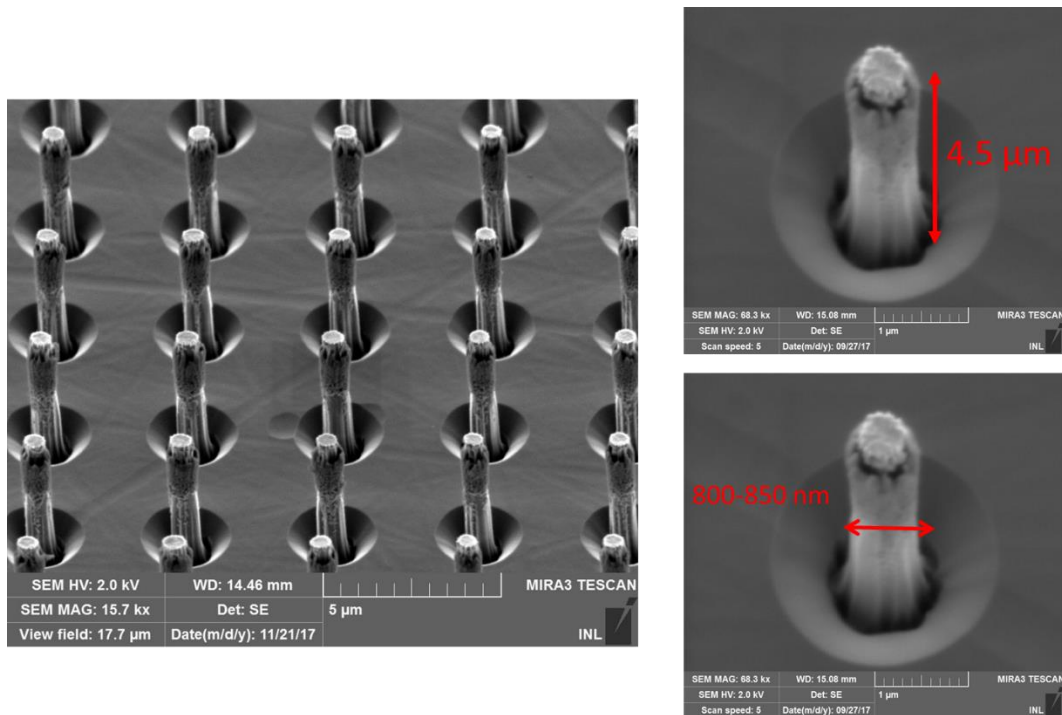 SEM HV: 2.0 kV WD: 14.46 mm MIRA3 TESCAN
SEM MAG: 15.7 kx Det: SE 5 µm
View field: 17.7 µm Date(m/d/y): 11/21/17 INL
4.5 µm
SEM MAG: 68.3 kx WD: 15.08 mm MIRA3 TESCAN
SEM HV: 2.0 kV Det: SE 1 µm
Scan speed: 5 Date(m/d/y): 09/27/17 INL
800-850 nm
SEM MAG: 68.3 kx WD: 15.08 mm MIRA3 TESCAN
SEM HV: 2.0 kV Det: SE 1 µm
Scan speed: 5 Date(m/d/y): 09/27/17 INL